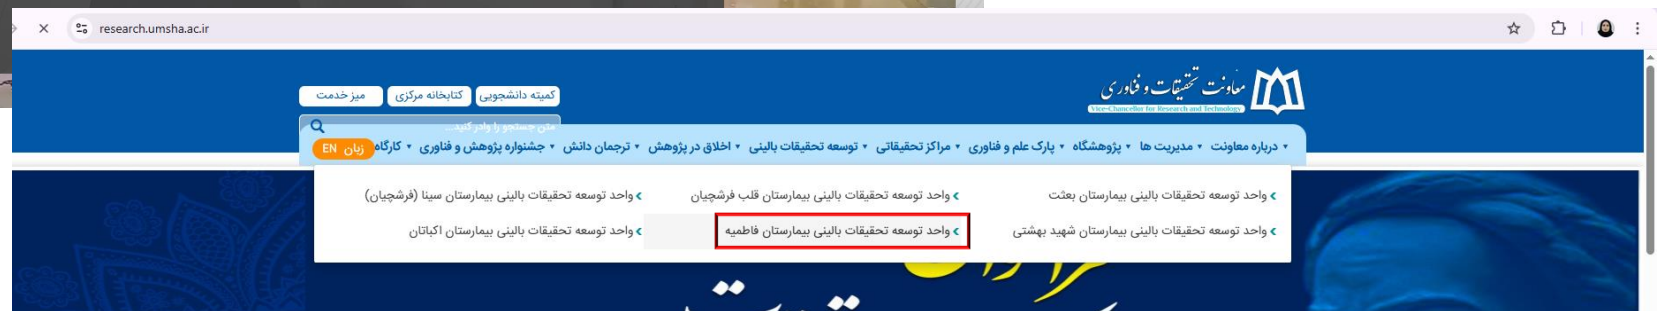 research.umsha.ac.ir
معاونت تحقیقات و فناوری
Vice-Chancellor for Research and Technology
کمیته دانشجویی کتابخانه مرکزی میز خدمت
متن جستجو را وادر کنید...
درباره معاونت مدیریت ها پژوهشگاه پارک علم و فناوری مراکز تحقیقاتی توسعه تحقیقات بالینی اخلاق در پژوهش ترجمان دانش جشنواره پژوهش و فناوری کارگاه زبان EN
واحد توسعه تحقیقات بالینی بیمارستان بعثت واحد توسعه تحقیقات بالینی بیمارستان قلب فرشچیان واحد توسعه تحقیقات بالینی بیمارستان سینا (فرشچیان)
واحد توسعه تحقیقات بالینی بیمارستان شهید بهشتی واحد توسعه تحقیقات بالینی بیمارستان فاطمیه واحد توسعه تحقیقات بالینی بیمارستان اکباتان